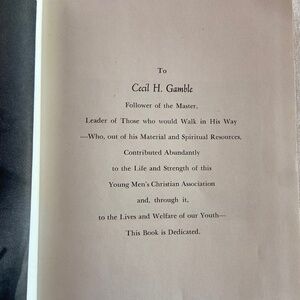 To
Cecil H. Gamble
Follower of the Master,
Leader of Those who would Walk in His Way
—Who, out of his Material and Spiritual Resources,
Contributed Abundantly
to the Life and Strength of this
Young Men's Christian Association
and, through it,
to the Lives and Welfare of our Youth—
This Book is Dedicated.